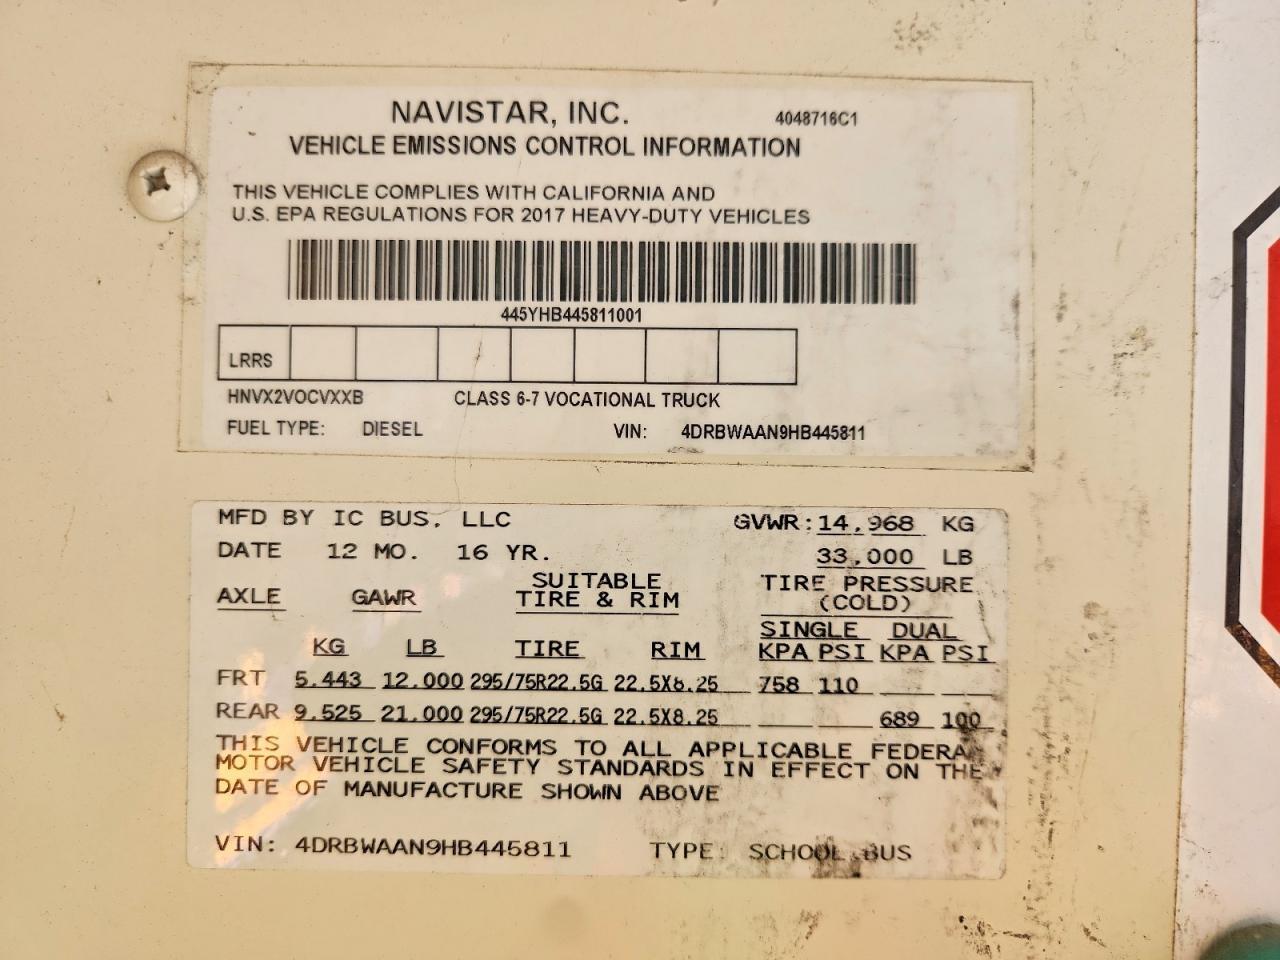 NAVISTAR, INC. 4048716C1
VEHICLE EMISSIONS CONTROL INFORMATION
THIS VEHICLE COMPLIES WITH CALIFORNIA AND
U.S. EPA REGULATIONS FOR 2017 HEAVY-DUTY VEHICLES
445YHB445811001
LRRS
HNVX2VOCVXXB CLASS 6-7 VOCATIONAL TRUCK
FUEL TYPE: DIESEL VIN: 4DRBWAAN9HB445811
MFD BY IC BUS, LLC GVWR: 14,968 KG
DATE 12 MO. 16 YR. 33,000 LB
AXLE GAWR SUITABLE TIRE & RIM TIRE PRESSURE (COLD)
SINGLE DUAL
KG LB TIRE RIM KPA PSI KPA PSI
FRT 5,443 12,000 295/75R22.5G 22.5X8.25 758 110
REAR 9,525 21,000 295/75R22.5G 22.5X8.25 689 100
THIS VEHICLE CONFORMS TO ALL APPLICABLE FEDERAL
MOTOR VEHICLE SAFETY STANDARDS IN EFFECT ON THE
DATE OF MANUFACTURE SHOWN ABOVE
VIN: 4DRBWAAN9HB445811 TYPE: SCHOOL BUS